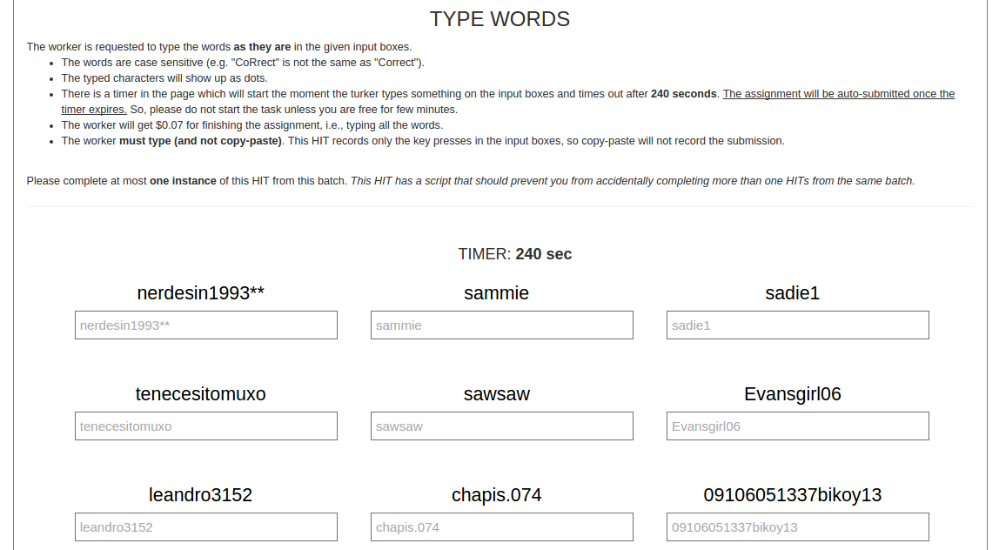 TYPE WORDS
The worker is requested to type the words as they are in the given input boxes.
The words are case sensitive (e.g. "CoRrect" is not the same as "Correct").
The typed characters will show up as dots.
There is a timer in the page which will start the moment the turker types something on the input boxes and times out after 240 seconds. The assignment will be auto-submitted once the
timer expires. So, please do not start the task unless you are free for few minutes.
The worker will get $0.07 for finishing the assignment, i.e., typing all the words.
The worker must type (and not copy-paste). This HIT records only the key presses in the input boxes, so copy-paste will not record the submission.
Please complete at most one instance of this HIT from this batch. This HIT has a script that should prevent you from accidentally completing more than one HITs from the same batch.
TIMER: 240 sec
nerdesin1993** sammie sadie1
nerdesin1993** sammie sadie1
tenecesitomuxo sawsaw Evansgirl06
tenecesitomuxo sawsaw Evansgirl06
leandro3152 chapis.074 09106051337bikoy13
leandro3152 chapis.074 09106051337bikoy13